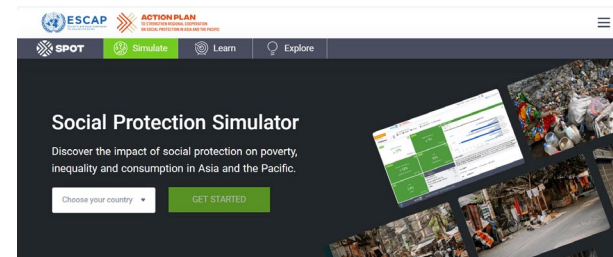 ESCAP
ACTION PLAN
TO STRENGTHEN REGIONAL COOPERATION
ON SOCIAL PROTECTION IN ASIA AND THE PACIFIC
SPOT
Simulate
Learn
Explore
Social Protection Simulator
Discover the impact of social protection on poverty,
inequality and consumption in Asia and the Pacific.
Choose your country
GET STARTED